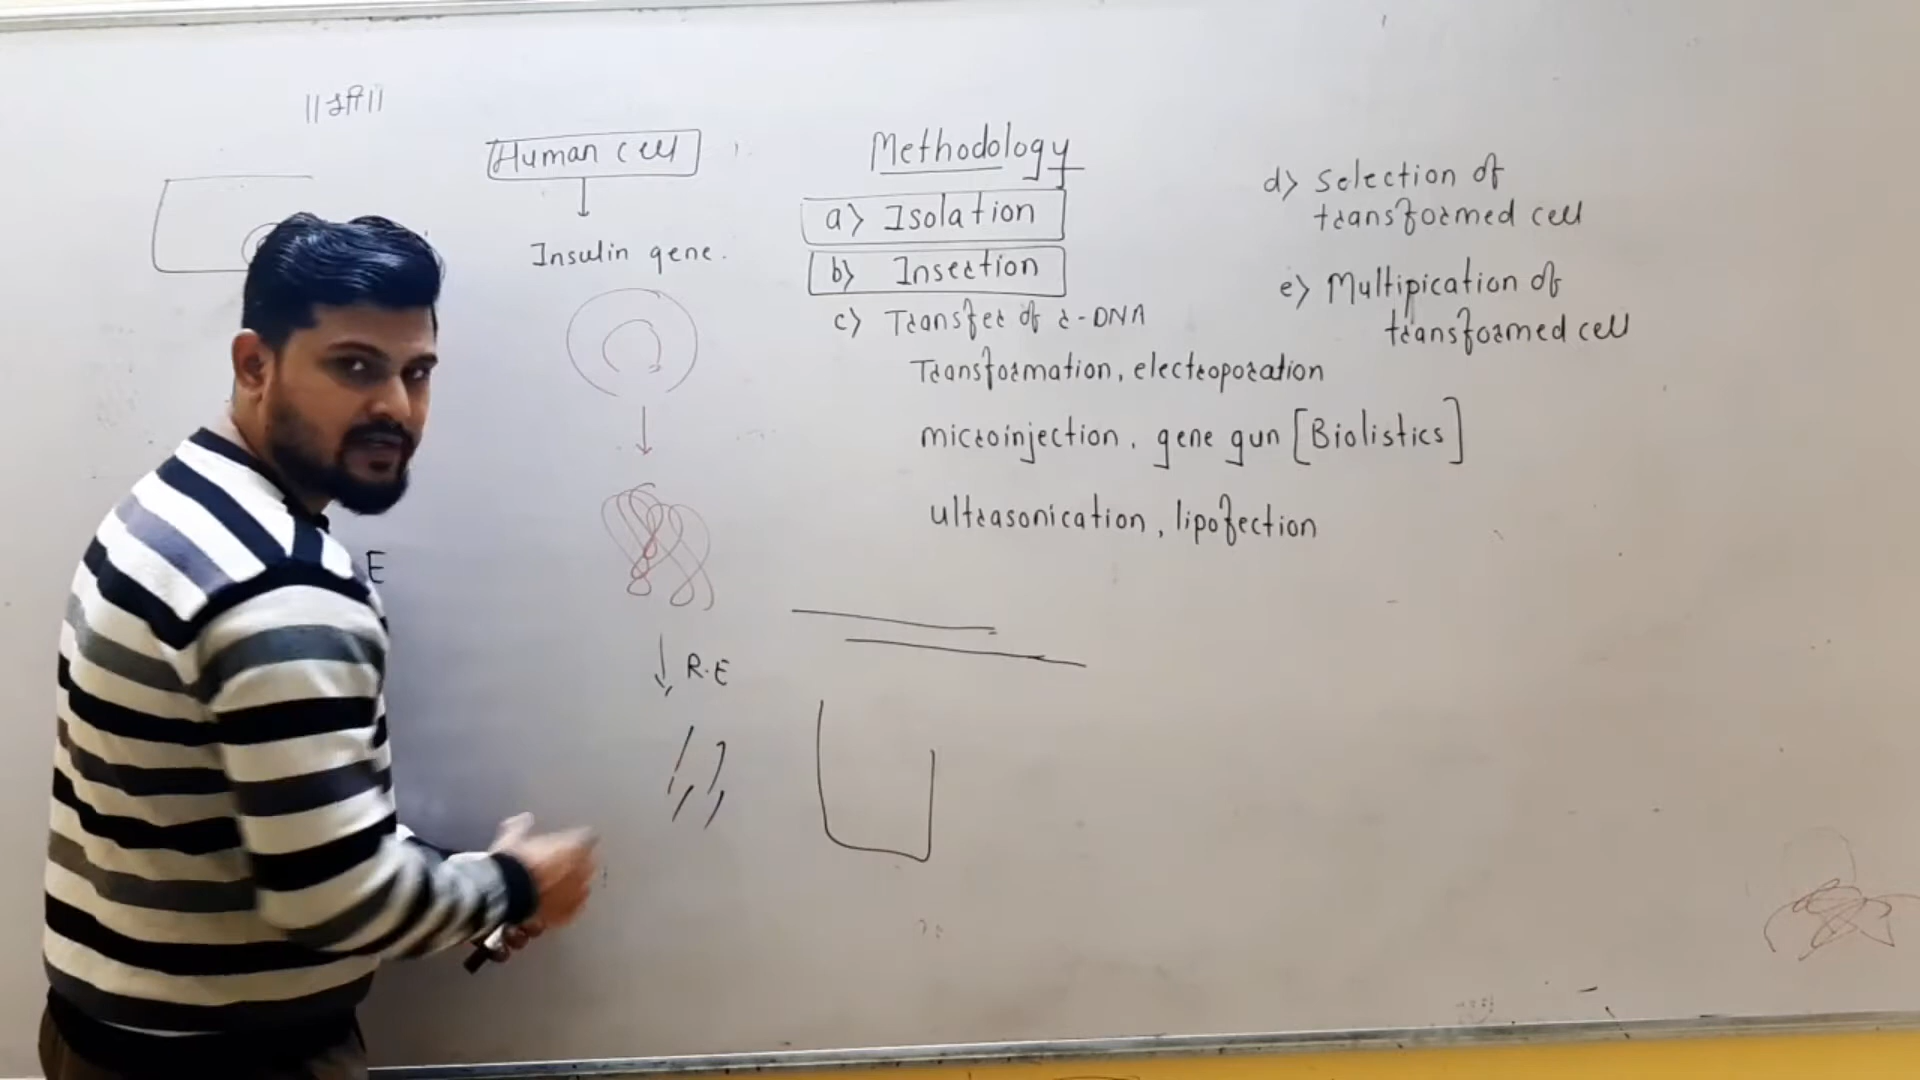 ||श्री||
Human cell
Insulin gene.
E
R.E
Methodology
a> Isolation
b> Insertion
c> Transfer of r-DNA
Transformation, electroporation
microinjection, gene gun [Biolistics]
ultrasonication, lipofection
d> Selection of
transformed cell
e> Multipication of
transformed cell